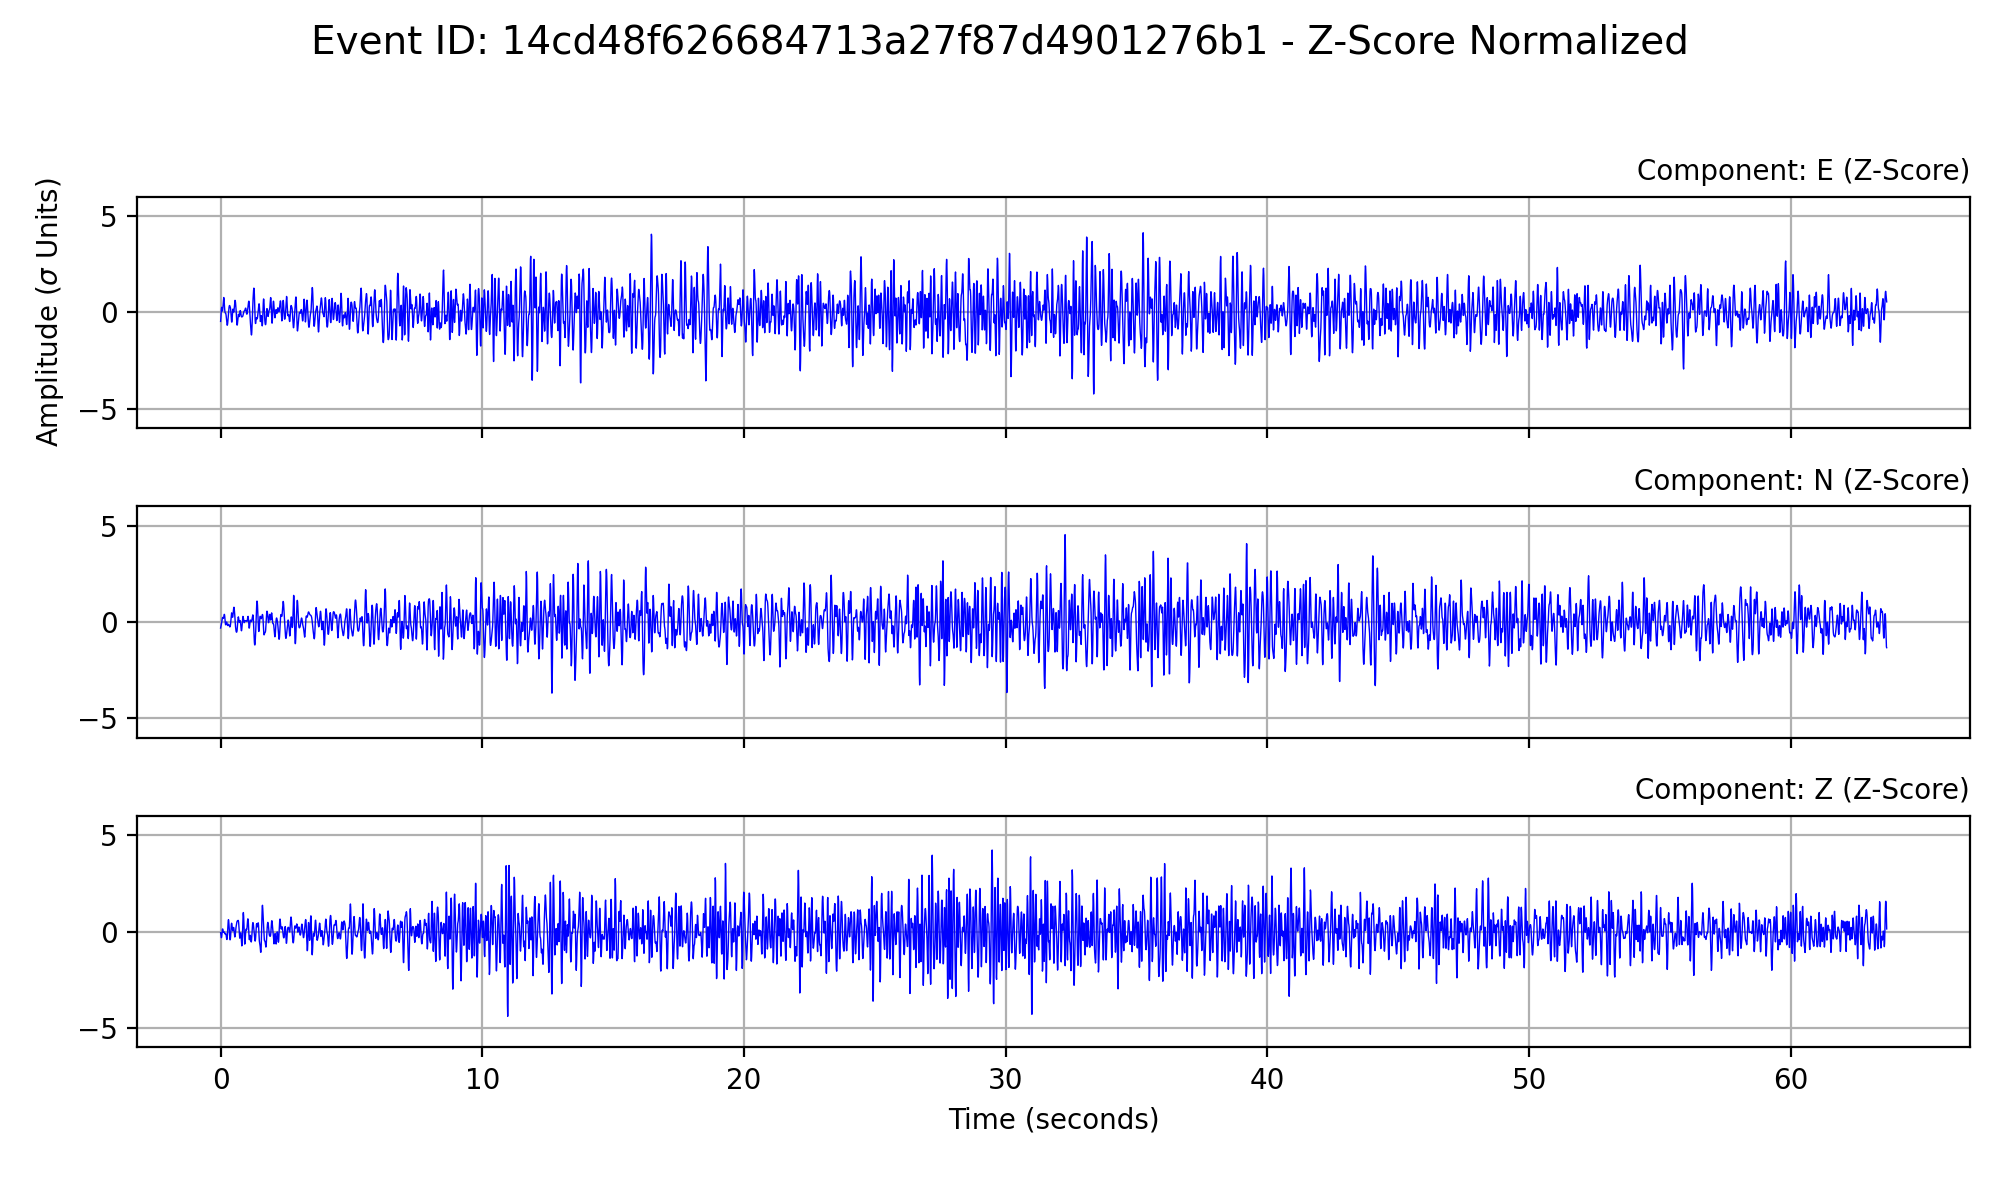 Event ID: 14cd48f626684713a27f87d4901276b1 - Z-Score Normalized
Component: E (Z-Score)
Amplitude (σ Units)
5
0
−5
Component: N (Z-Score)
5
0
−5
Component: Z (Z-Score)
5
0
−5
0 10 20 30 40 50 60
Time (seconds)